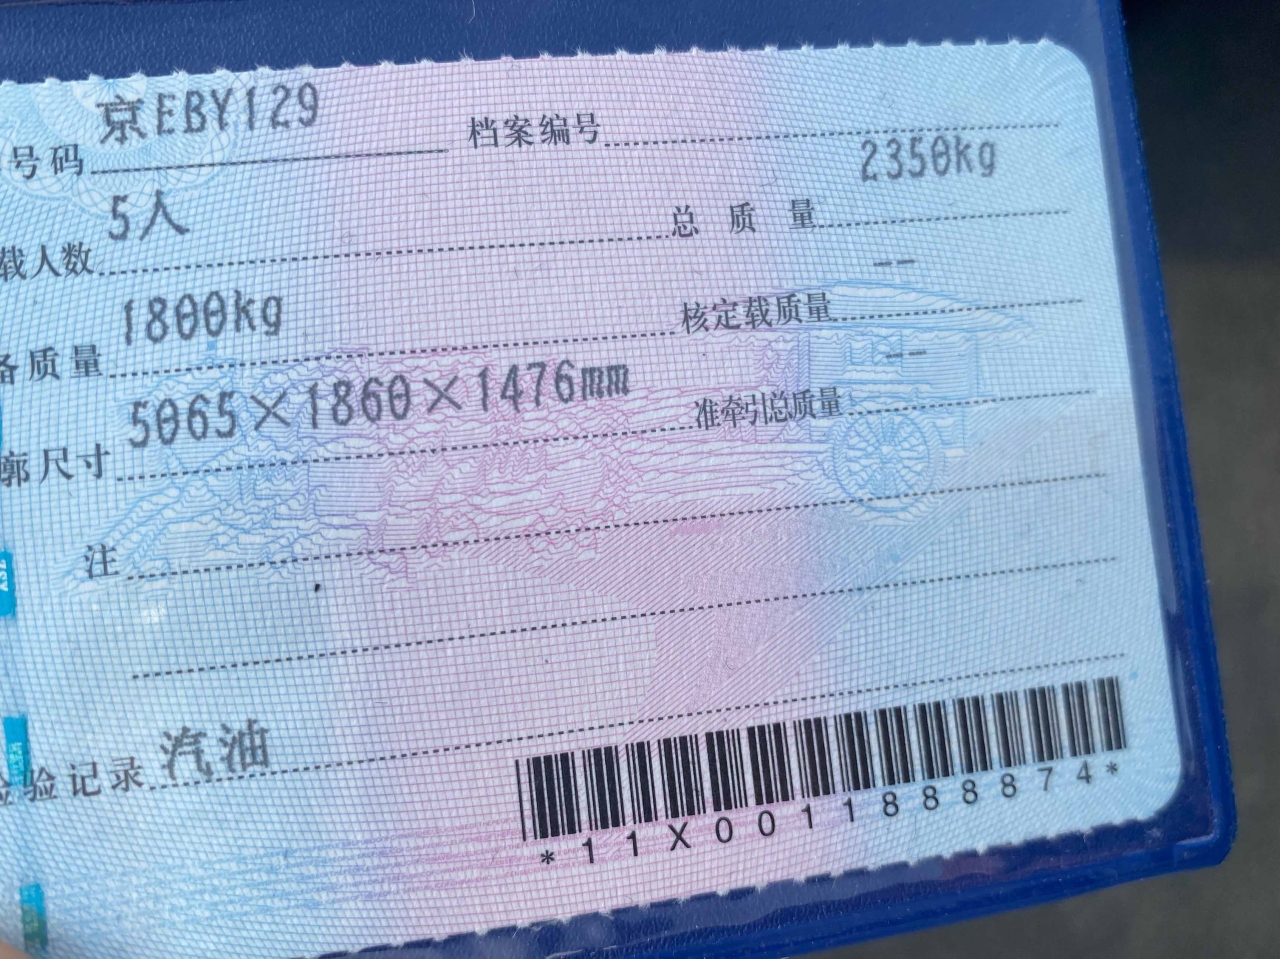 号码 京EBY129 档案编号
载人数 5人 总质量 2350kg
备质量 1800kg 核定载质量 --
廓尺寸 5065×1860×1476mm 准牵引总质量 --
注
检验记录 汽油
*11X0011888874*